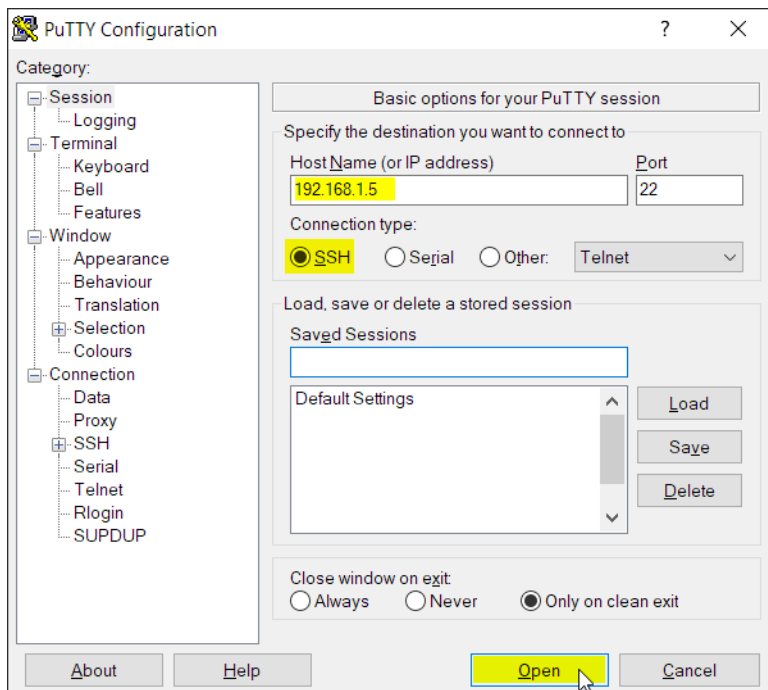 PuTTY Configuration
?
Category:
Session
Logging
Terminal
Keyboard
Bell
Features
Window
Appearance
Behaviour
Translation
Selection
Colours
Connection
Data
Proxy
SSH
Serial
Telnet
Rlogin
SUPDUP
Basic options for your PuTTY session
Specify the destination you want to connect to
Host Name (or IP address) Port
192.168.1.5 22
Connection type:
SSH Serial Other: Telnet
Load, save or delete a stored session
Saved Sessions
Default Settings
Load
Save
Delete
Close window on exit:
Always Never Only on clean exit
About Help Open Cancel